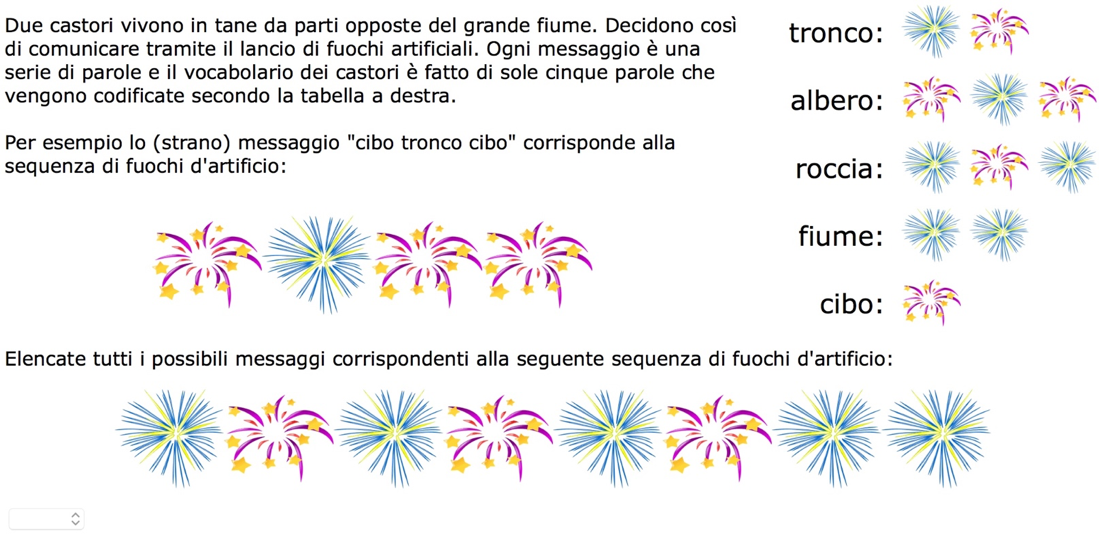 Due castori vivono in tane da parti opposte del grande fiume. Decidono così
di comunicare tramite il lancio di fuochi artificiali. Ogni messaggio è una
serie di parole e il vocabolario dei castori è fatto di sole cinque parole che
vengono codificate secondo la tabella a destra.
Per esempio lo (strano) messaggio "cibo tronco cibo" corrisponde alla
sequenza di fuochi d'artificio:
tronco:
albero:
roccia:
fiume:
cibo:
Elencate tutti i possibili messaggi corrispondenti alla seguente sequenza di fuochi d'artificio: